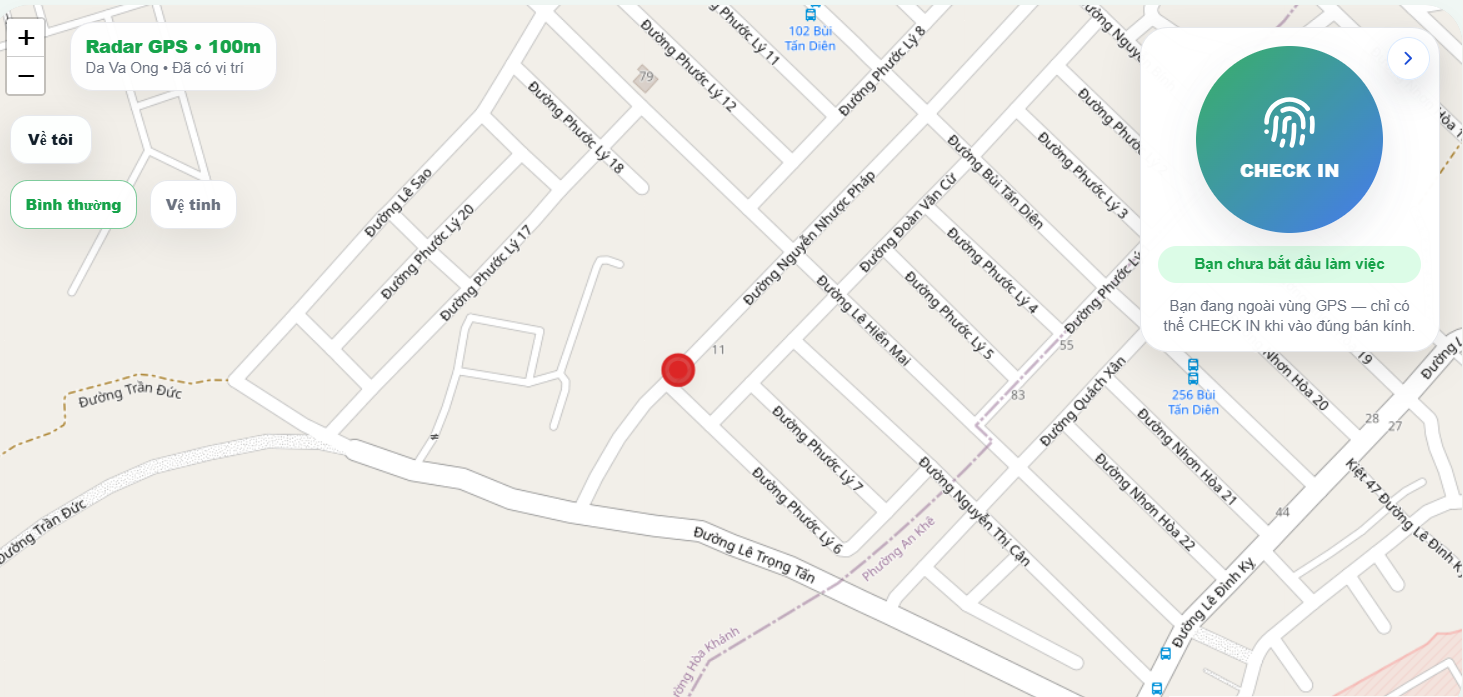 +
−
Radar GPS • 100m
Da Va Ong • Đã có vị trí
Về tôi
Bình thường
Vệ tinh
CHECK IN
Bạn chưa bắt đầu làm việc
Bạn đang ngoài vùng GPS — chỉ có
thể CHECK IN khi vào đúng bán kính.
102 Bùi
Tấn Diên
Đường Phước Lý 11
Đường Phước Lý 12
Đường Phước Lý 8
79
Đường Phước Lý 18
Đường Lê Sao
Đường Phước Lý 20
Đường Phước Lý 17
Đường Nguyễn Nhược Pháp
Đường Đoàn Văn Cừ
Đường Bùi Tấn Diên
Đường Phước Lý 3
Đường Phước Lý 4
Đường Phước Lý 5
Đường Lê Hiến Mai
11
55
83
Đường Quách Xân
256 Bùi
Tấn Diên
19
Nhơn Hòa 20
28
27
Đường Nhơn Hòa 21
Đường Nhơn Hòa 22
44
Kiệt 47 Đường Lê Đình Kỵ
Đường Trần Đức
Đường Trần Đức
Đường Phước Lý 7
Đường Phước Lý 6
Đường Nguyễn Thị Cận
Phường An Khê
Đường Lê Trọng Tấn
Đường Lê Đình Kỵ
ường Hòa Khánh